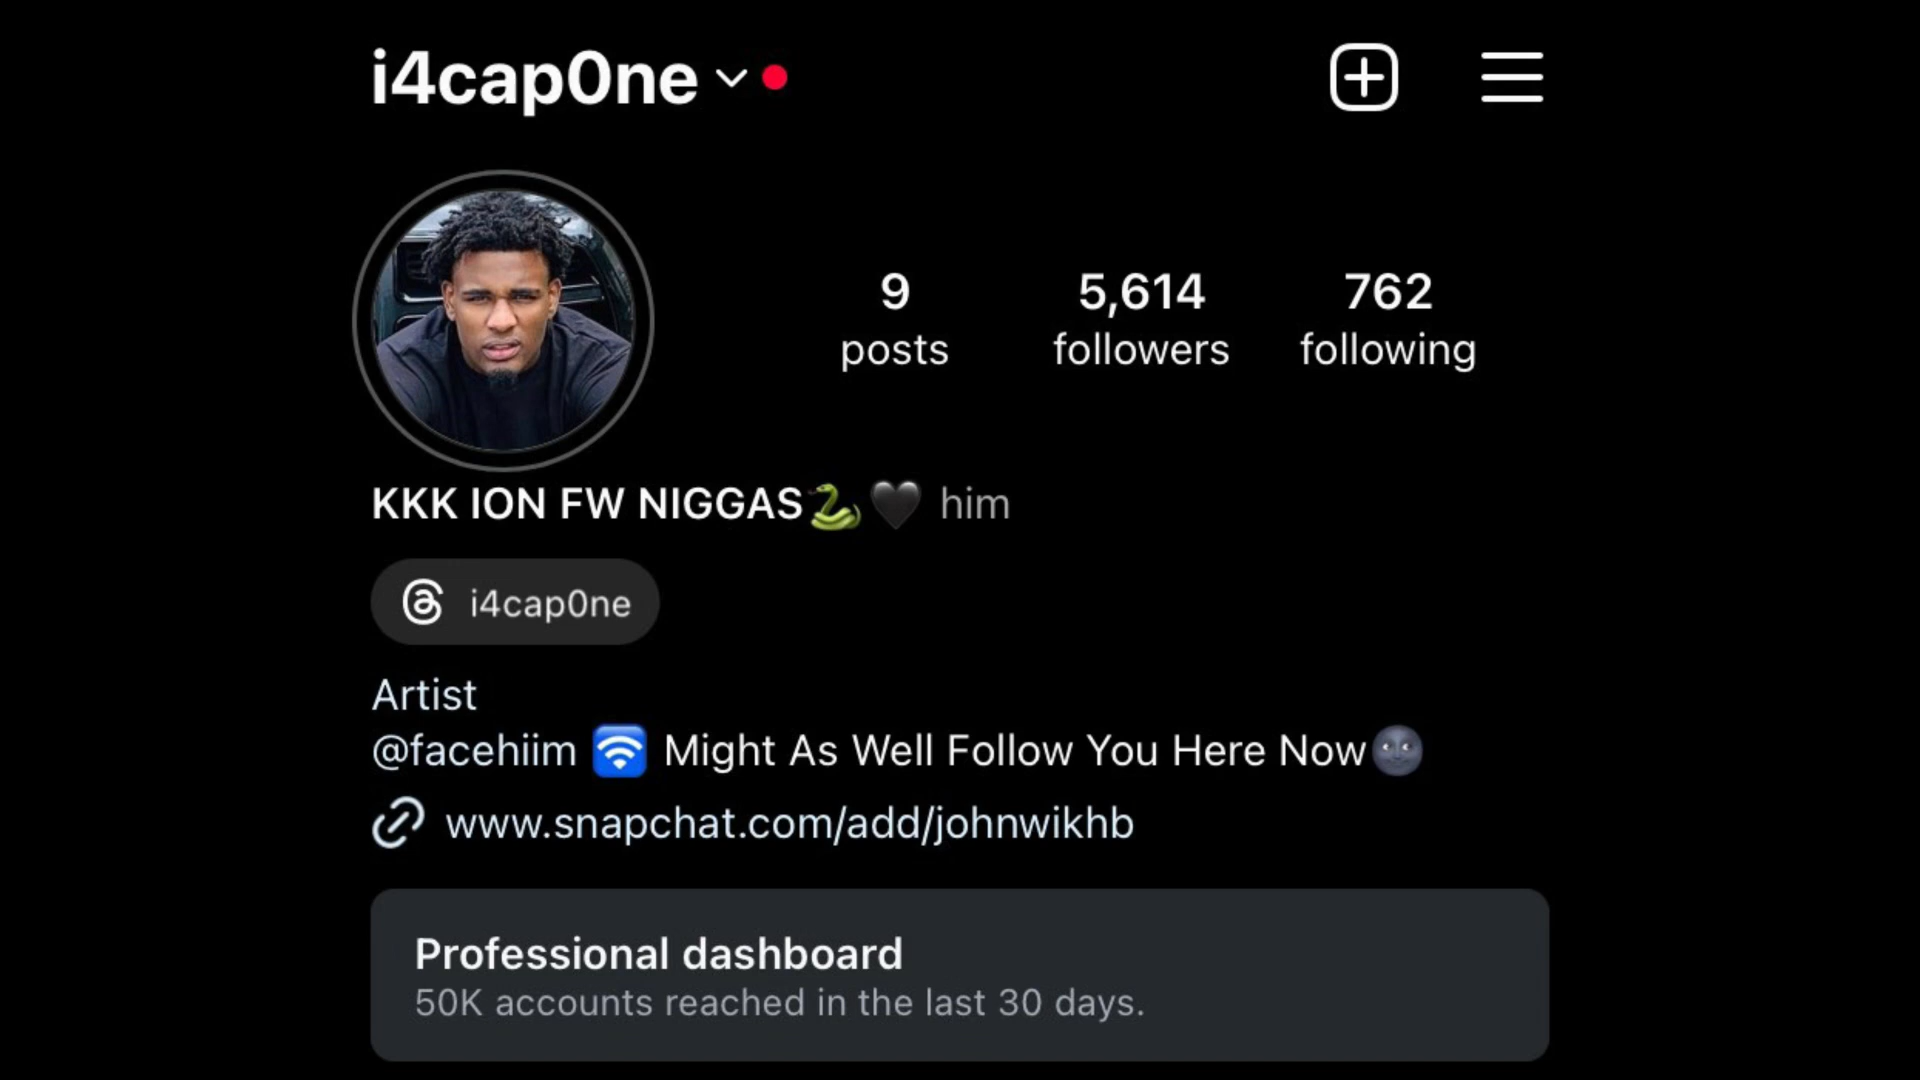 i4cap0ne
9 5,614 762
posts followers following
KKK ION FW NIGGAS🐍🖤 him
i4cap0ne
Artist
@facehiim 🛜 Might As Well Follow You Here Now🌚
www.snapchat.com/add/johnwikhb
Professional dashboard
50K accounts reached in the last 30 days.